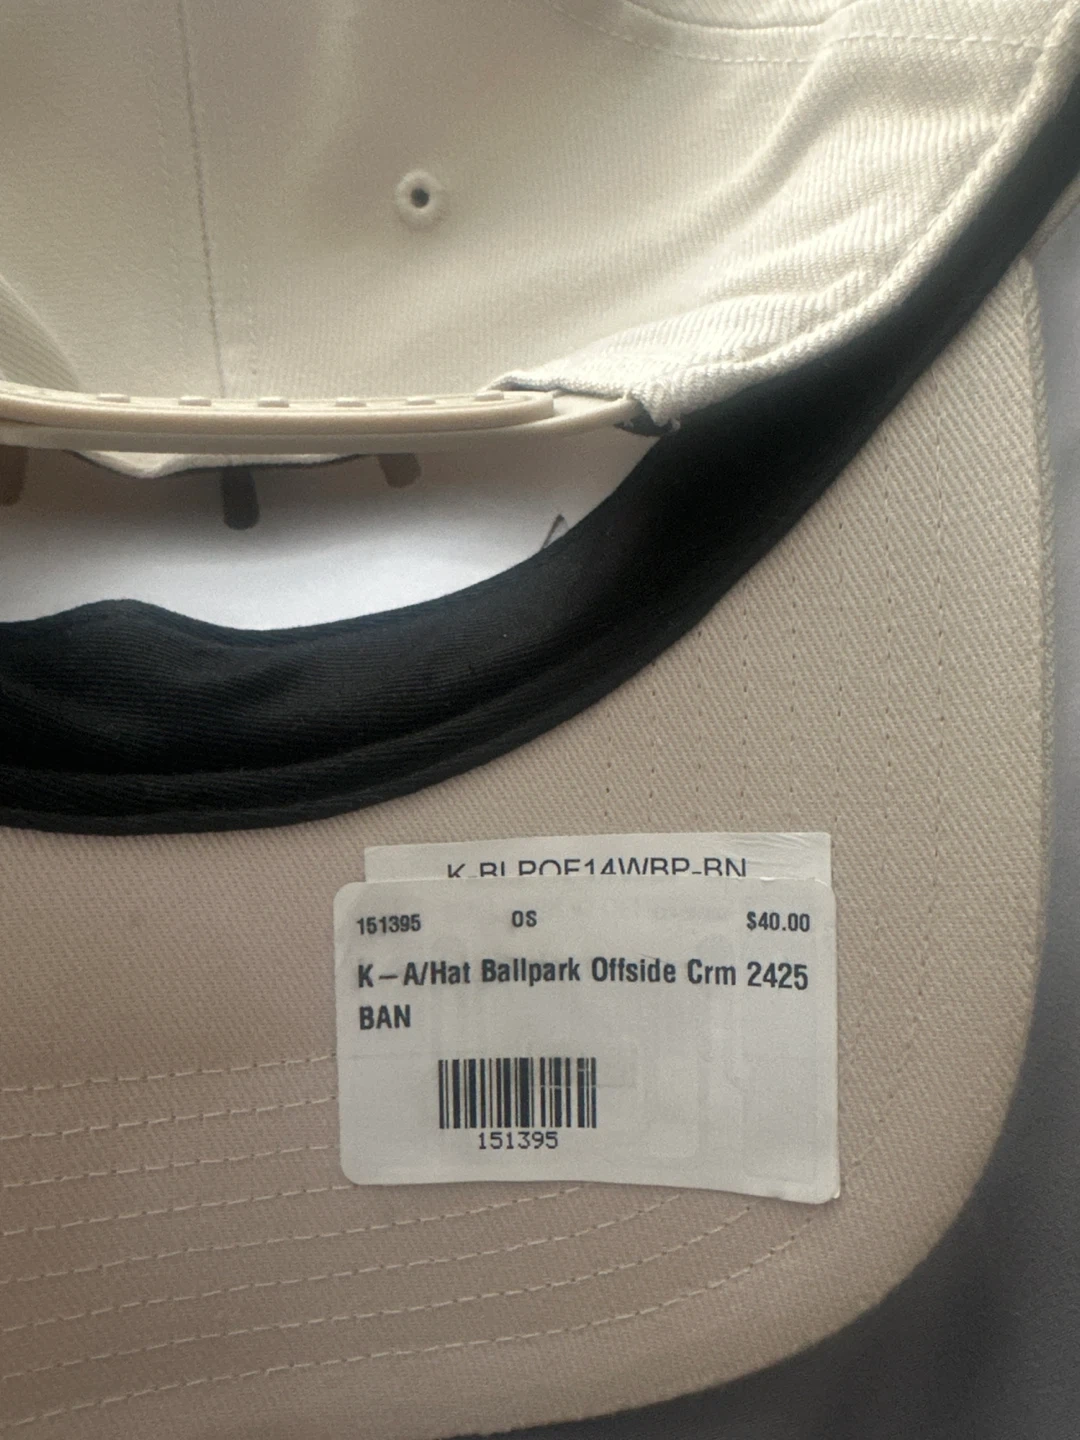 K-BLPOF14WBP-BN
151395 OS $40.00
K-A/Hat Ballpark Offside Crm 2425
BAN
151395